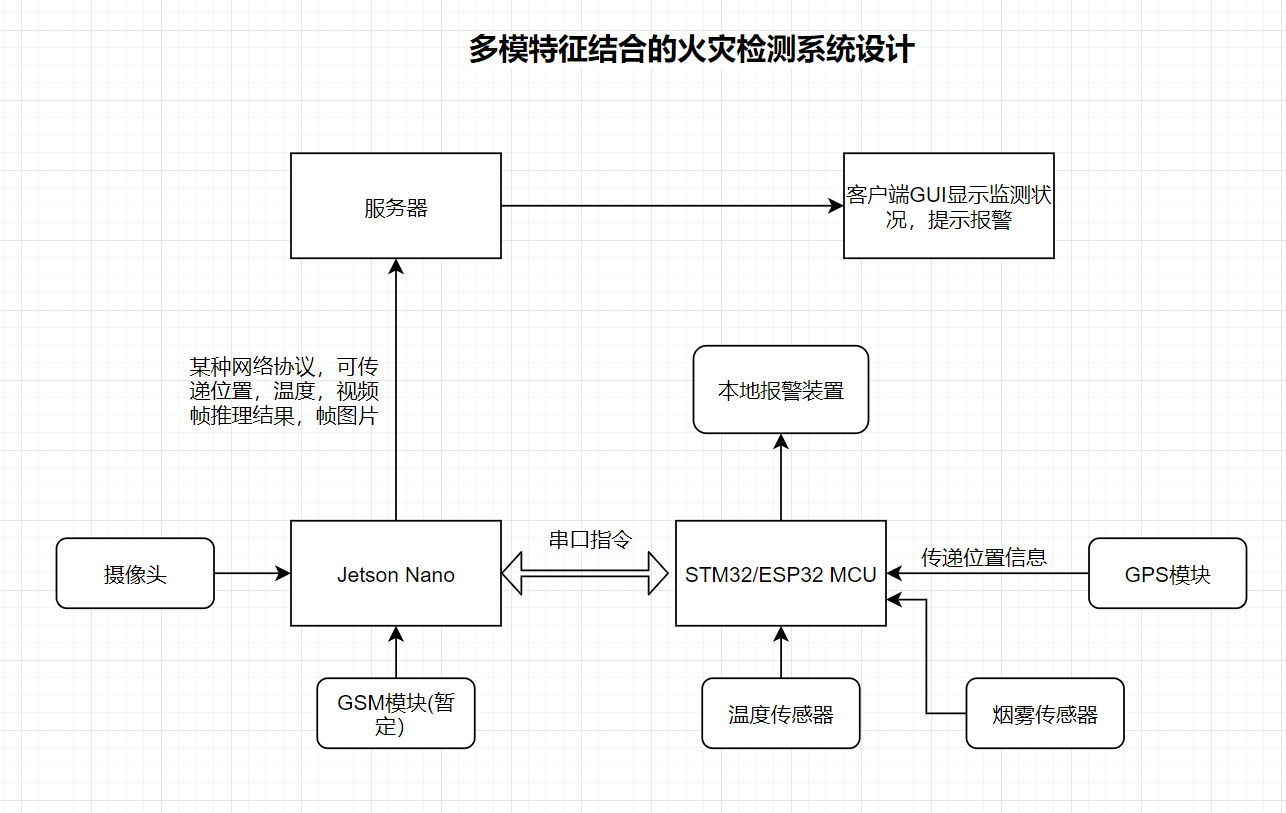 多模特征结合的火灾检测系统设计
服务器
客户端GUI显示监测状
况，提示报警
某种网络协议，可传
递位置，温度，视频
帧推理结果，帧图片
本地报警装置
串口指令
摄像头
Jetson Nano
STM32/ESP32 MCU
传递位置信息
GPS模块
GSM模块(暂
定）
温度传感器
烟雾传感器